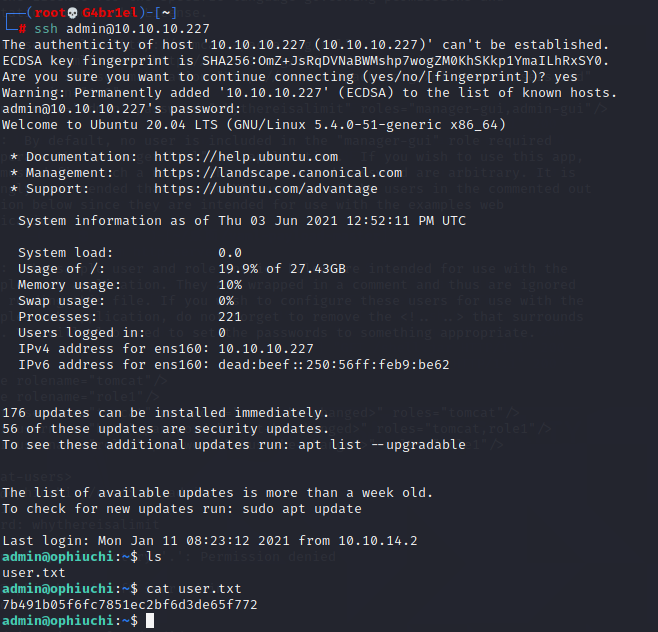 ┌──(root💀G4br1el)-[~]
└─# ssh admin@10.10.10.227
The authenticity of host '10.10.10.227 (10.10.10.227)' can't be established.
ECDSA key fingerprint is SHA256:OmZ+JsRqDVNaBWMshp7wogZM0KhSKkp1YmaILhRxSY0.
Are you sure you want to continue connecting (yes/no/[fingerprint])? yes
Warning: Permanently added '10.10.10.227' (ECDSA) to the list of known hosts.
admin@10.10.10.227's password:
Welcome to Ubuntu 20.04 LTS (GNU/Linux 5.4.0-51-generic x86_64)
* Documentation: https://help.ubuntu.com
* Management: https://landscape.canonical.com
* Support: https://ubuntu.com/advantage
System information as of Thu 03 Jun 2021 12:52:11 PM UTC
System load: 0.0
Usage of /: 19.9% of 27.43GB
Memory usage: 10%
Swap usage: 0%
Processes: 221
Users logged in: 0
IPv4 address for ens160: 10.10.10.227
IPv6 address for ens160: dead:beef::250:56ff:feb9:be62
176 updates can be installed immediately.
56 of these updates are security updates.
To see these additional updates run: apt list --upgradable
The list of available updates is more than a week old.
To check for new updates run: sudo apt update
Last login: Mon Jan 11 08:23:12 2021 from 10.10.14.2
admin@ophiuchi:~$ ls
user.txt
admin@ophiuchi:~$ cat user.txt
7b491b05f6fc7851ec2bf6d3de65f772
admin@ophiuchi:~$